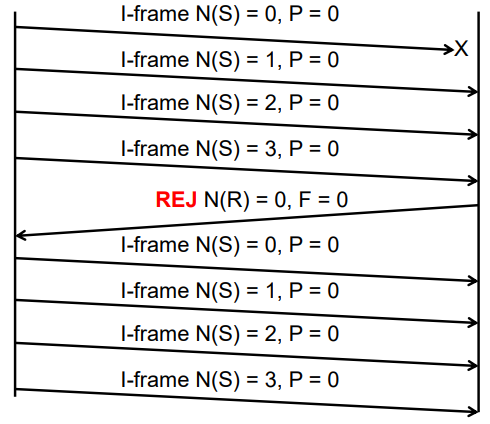 I-frame N(S) = 0, P = 0
X
I-frame N(S) = 1, P = 0
I-frame N(S) = 2, P = 0
I-frame N(S) = 3, P = 0
REJ N(R) = 0, F = 0
I-frame N(S) = 0, P = 0
I-frame N(S) = 1, P = 0
I-frame N(S) = 2, P = 0
I-frame N(S) = 3, P = 0